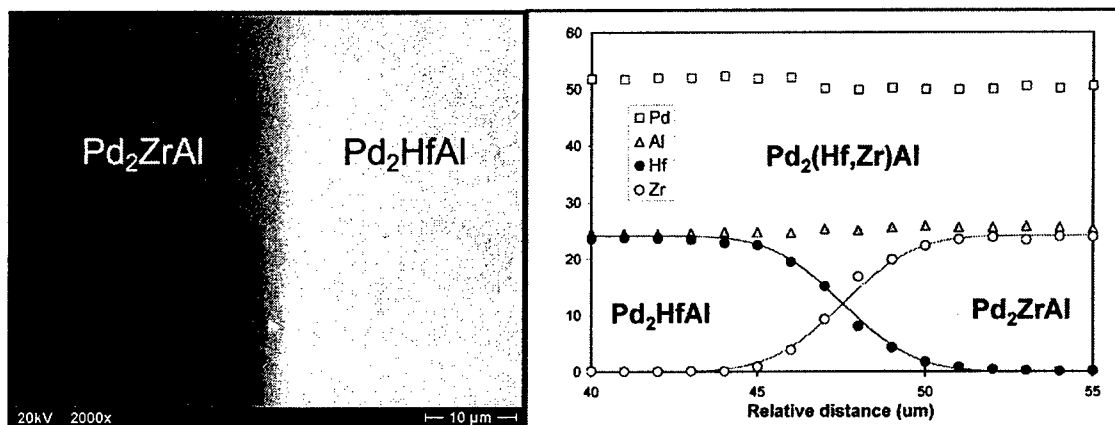 Pd₂ZrAl
Pd₂HfAl
20kV 2000x
10 µm
60
50
40
30
20
10
0
□ Pd
△ Al
● Hf
○ Zr
Pd₂(Hf,Zr)Al
Pd₂HfAl
Pd₂ZrAl
40
45
50
55
Relative distance (um)